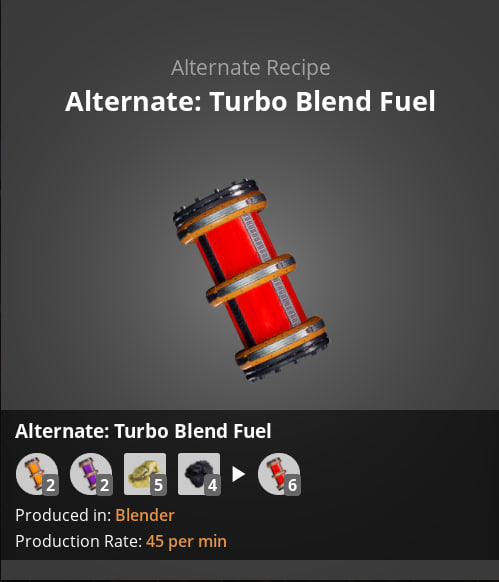 Alternate Recipe
Alternate: Turbo Blend Fuel
Alternate: Turbo Blend Fuel
2 2 5 4 6
Produced in: Blender
Production Rate: 45 per min